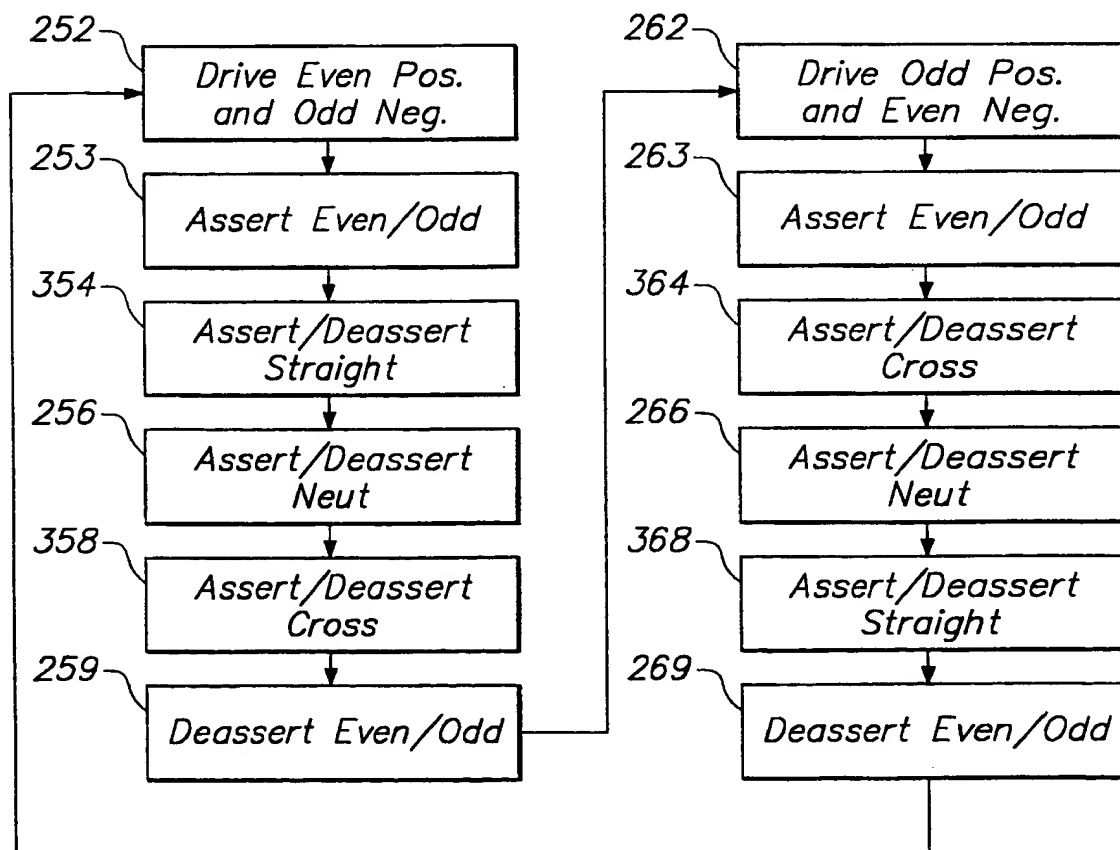 252
Drive Even Pos.
and Odd Neg.
253
Assert Even/Odd
354
Assert/Deassert
Straight
256
Assert/Deassert
Neut
358
Assert/Deassert
Cross
259
Deassert Even/Odd
262
Drive Odd Pos.
and Even Neg.
263
Assert Even/Odd
364
Assert/Deassert
Cross
266
Assert/Deassert
Neut
368
Assert/Deassert
Straight
269
Deassert Even/Odd